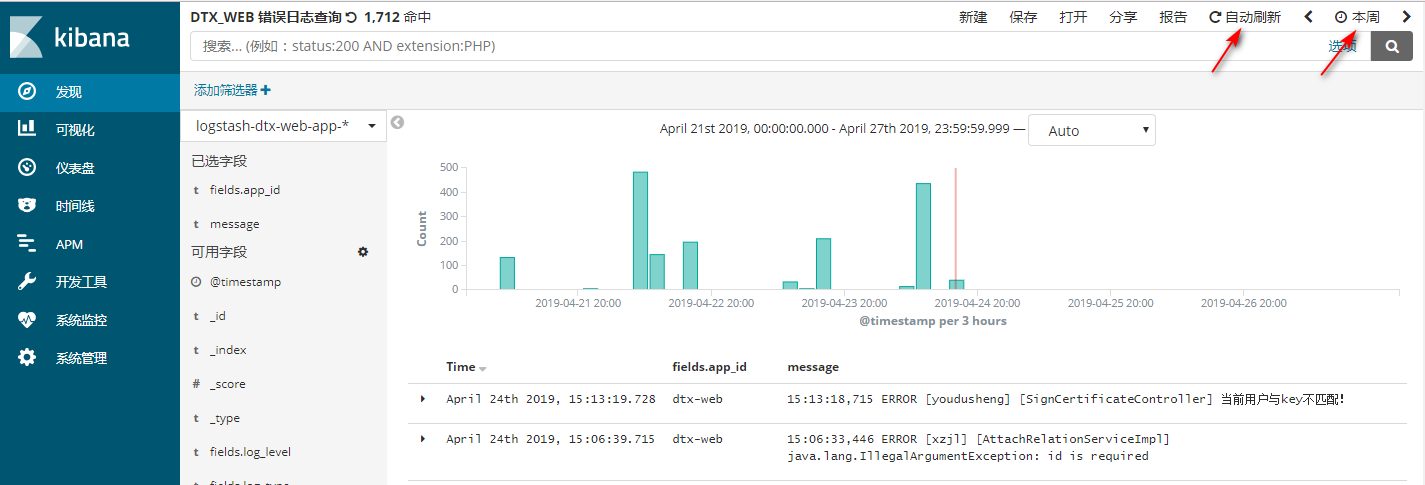 kibana
发现
可视化
仪表盘
时间线
APM
开发工具
系统监控
系统管理
DTX_WEB 错误日志查询 1,712 命中
新建 保存 打开 分享 报告 自动刷新 本周
搜索... (例如：status:200 AND extension:PHP)
选项
添加筛选器
logstash-dtx-web-app-*
已选字段
t fields.app_id
t message
可用字段
@timestamp
t _id
t _index
# _score
t _type
t fields.log_level
April 21st 2019, 00:00:00.000 - April 27th 2019, 23:59:59.999 — Auto
Count
500
400
300
200
100
0
2019-04-21 20:00 2019-04-22 20:00 2019-04-23 20:00 2019-04-24 20:00 2019-04-25 20:00 2019-04-26 20:00
@timestamp per 3 hours
Time fields.app_id message
April 24th 2019, 15:13:19.728 dtx-web 15:13:18,715 ERROR [youdusheng] [SignCertificateController] 当前用户与key不匹配!
April 24th 2019, 15:06:39.715 dtx-web 15:06:33,446 ERROR [xzjl] [AttachRelationServiceImpl]
java.lang.IllegalArgumentException: id is required